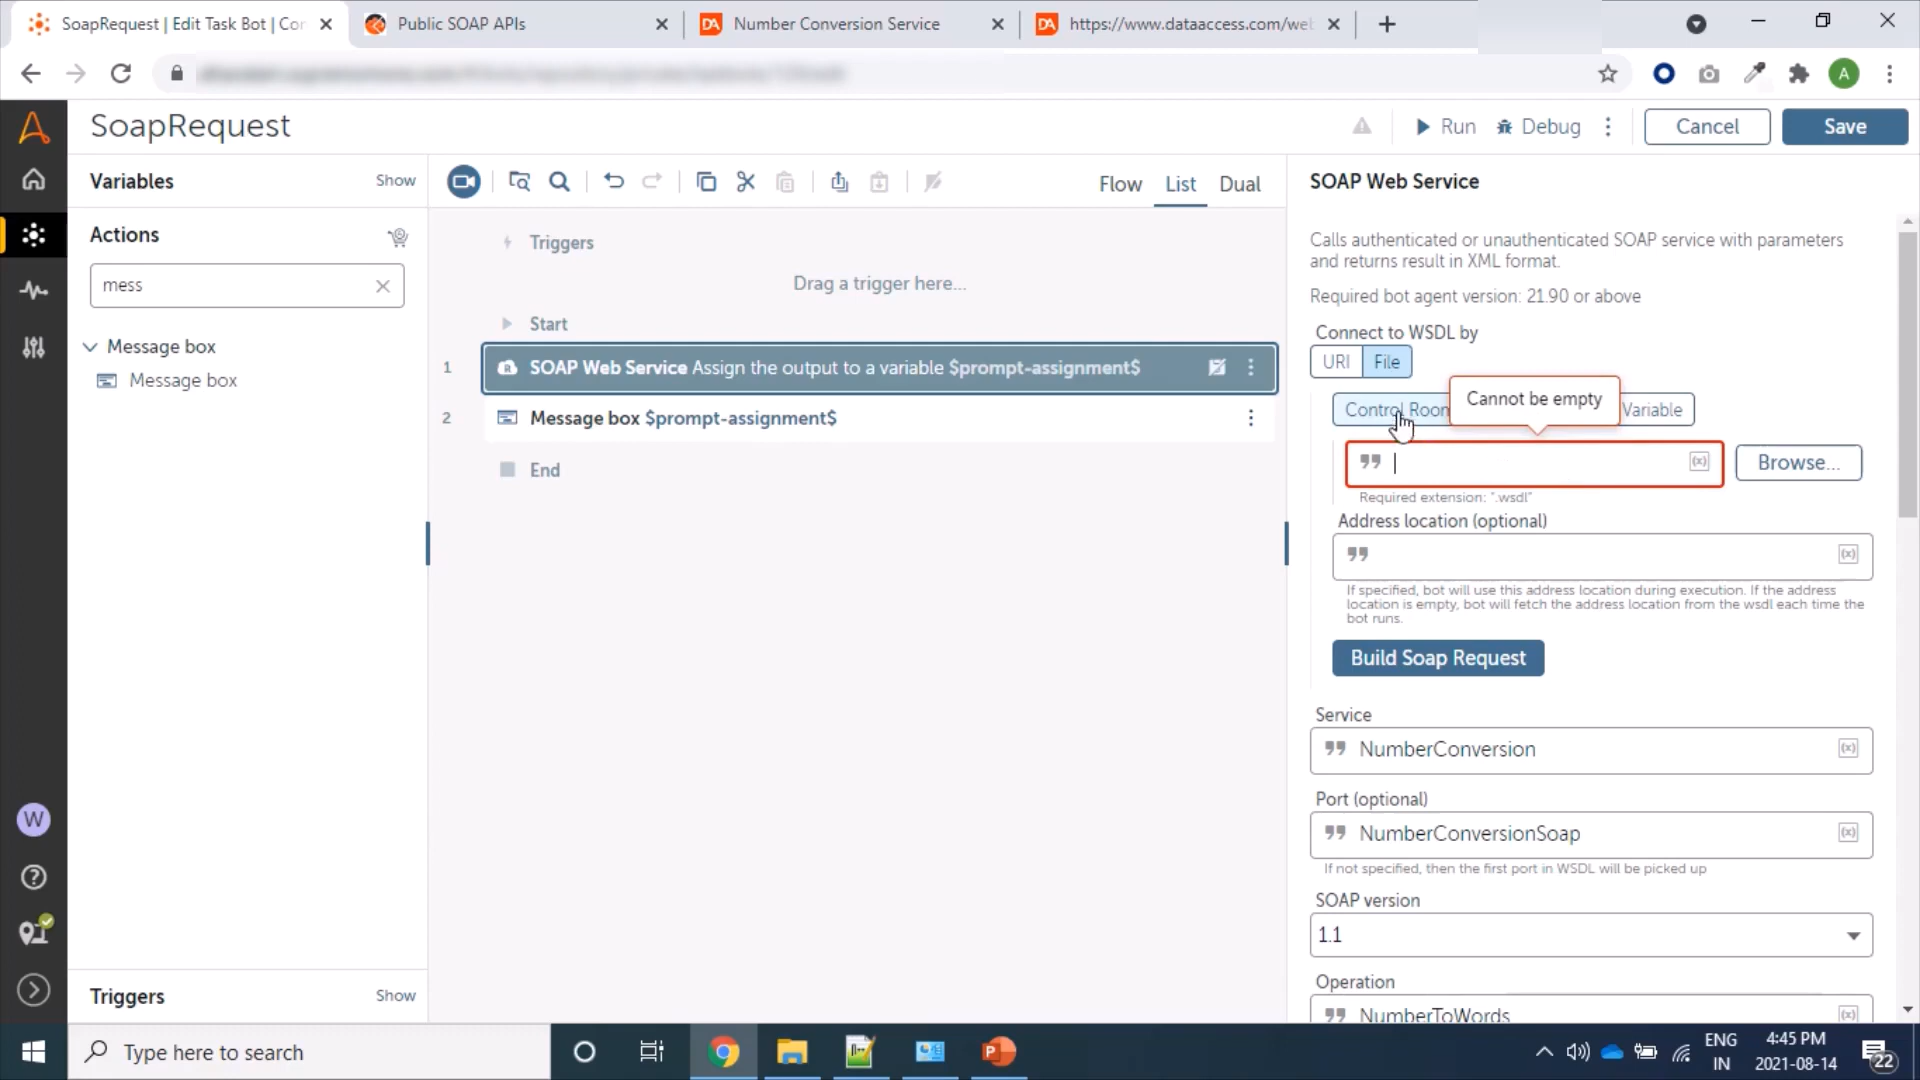 SoapRequest | Edit Task Bot | Cor
Public SOAP APIs
Number Conversion Service
https://www.dataaccess.com/web
A
SoapRequest
Run
Debug
Cancel
Save
Variables
Show
Flow
List
Dual
SOAP Web Service
Actions
mess
Message box
Message box
Triggers
Drag a trigger here...
Start
1
SOAP Web Service Assign the output to a variable $prompt-assignment$
2
Message box $prompt-assignment$
End
Calls authenticated or unauthenticated SOAP service with parameters
and returns result in XML format.
Required bot agent version: 21.90 or above
Connect to WSDL by
URI
File
Control Room
Cannot be empty
Variable
Browse...
Required extension: ".wsdl"
Address location (optional)
If specified, bot will use this address location during execution. If the address
location is empty, bot will fetch the address location from the wsdl each time the
bot runs.
Build Soap Request
Service
NumberConversion
Port (optional)
NumberConversionSoap
If not specified, then the first port in WSDL will be picked up
SOAP version
1.1
Operation
NumberToWords
W
Triggers
Show
Type here to search
ENG
IN
4:45 PM
2021-08-14
22